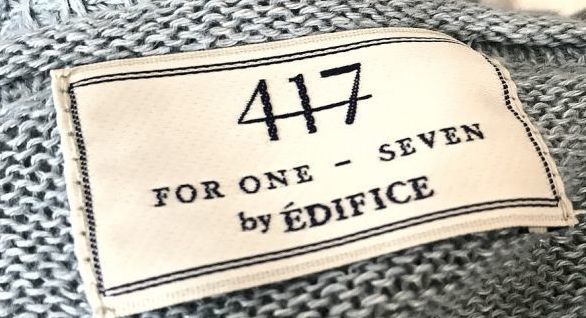 417
FOR ONE - SEVEN
by ÉDIFICE